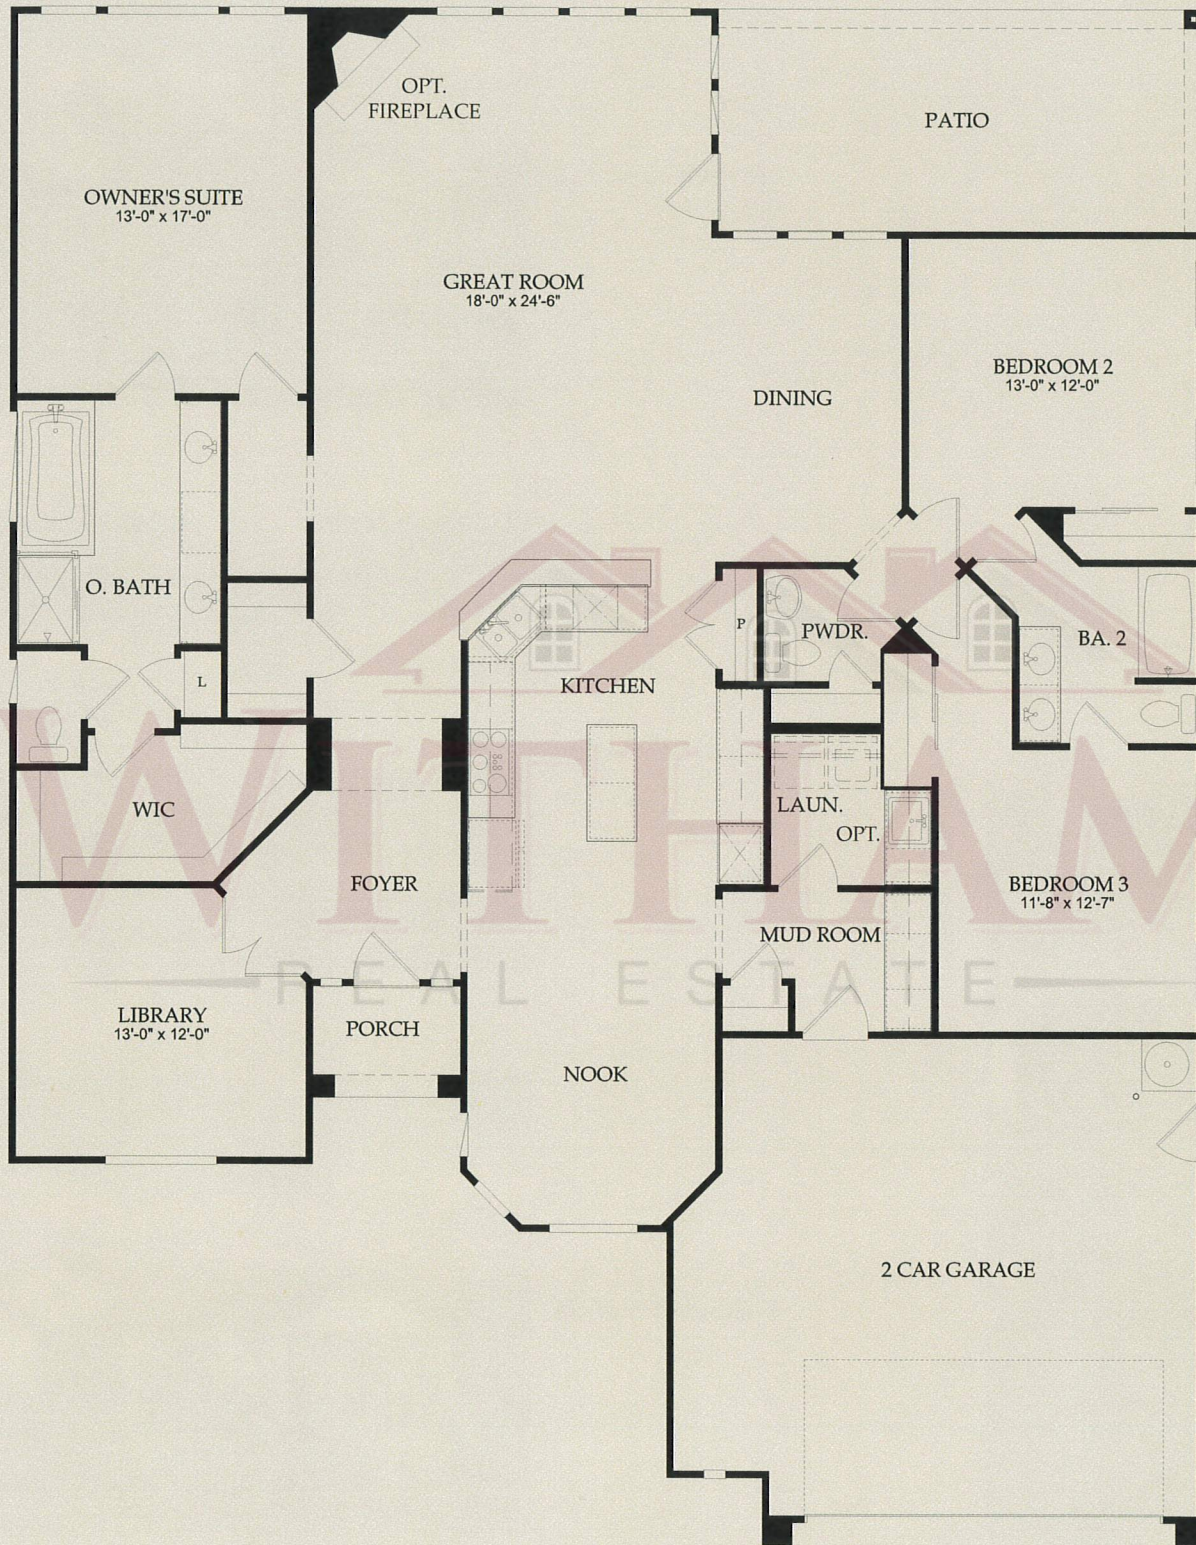 OPT.
FIREPLACE
PATIO
OWNER'S SUITE
13'-0" x 17'-0"
GREAT ROOM
18'-0" x 24'-6"
BEDROOM 2
13'-0" x 12'-0"
DINING
O. BATH
P
PWDR.
BA. 2
L
KITCHEN
WIC
LAUN.
OPT.
FOYER
BEDROOM 3
11'-8" x 12'-7"
MUD ROOM
WITHAM
REAL ESTATE
LIBRARY
13'-0" x 12'-0"
PORCH
NOOK
2 CAR GARAGE